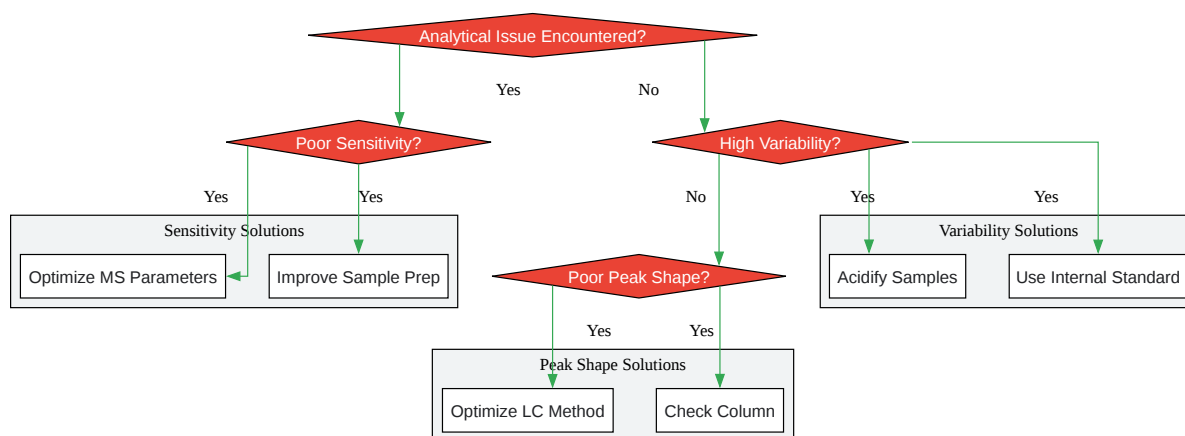 Analytical Issue Encountered?
Yes
No
Poor Sensitivity?
High Variability?
Yes
Yes
No
Yes
Yes
Sensitivity Solutions
Variability Solutions
Optimize MS Parameters
Improve Sample Prep
Poor Peak Shape?
Acidify Samples
Use Internal Standard
Yes
Yes
Peak Shape Solutions
Optimize LC Method
Check Column